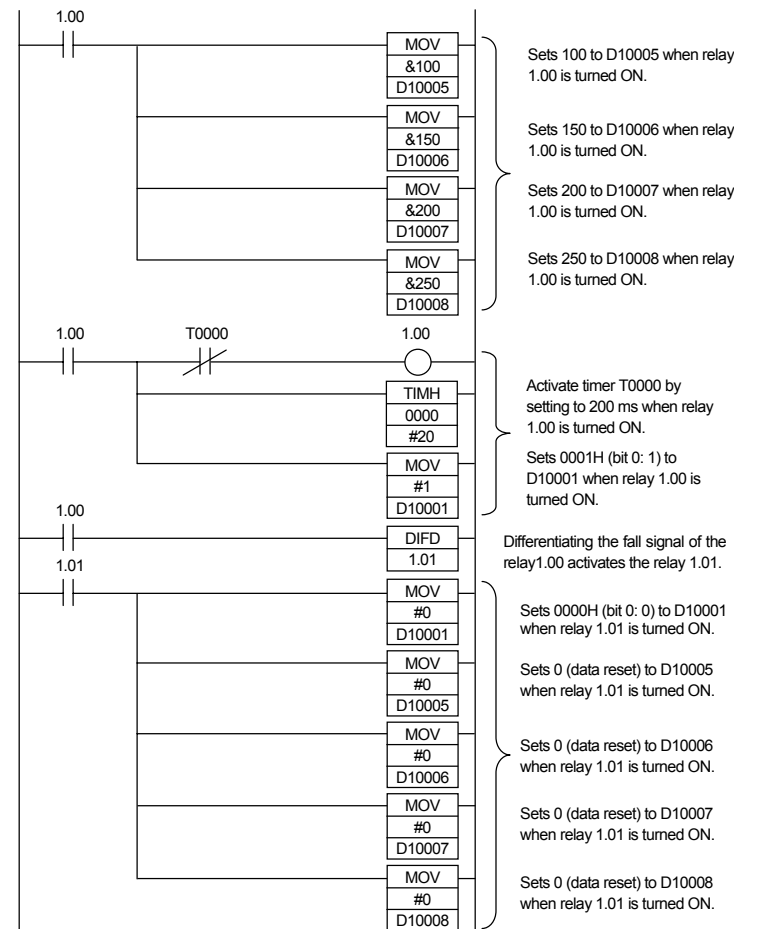 1.00
MOV
&100
D10005
Sets 100 to D10005 when relay
1.00 is turned ON.
MOV
&150
D10006
Sets 150 to D10006 when relay
1.00 is turned ON.
MOV
&200
D10007
Sets 200 to D10007 when relay
1.00 is turned ON.
MOV
&250
D10008
Sets 250 to D10008 when relay
1.00 is turned ON.
1.00 T0000 1.00
TIMH
0000
#20
Activate timer T0000 by
setting to 200 ms when relay
1.00 is turned ON.
MOV
#1
D10001
Sets 0001H (bit 0: 1) to
D10001 when relay 1.00 is
turned ON.
1.00
DIFD
1.01
Differentiating the fall signal of the
relay1.00 activates the relay 1.01.
1.01
MOV
#0
D10001
Sets 0000H (bit 0: 0) to D10001
when relay 1.01 is turned ON.
MOV
#0
D10005
Sets 0 (data reset) to D10005
when relay 1.01 is turned ON.
MOV
#0
D10006
Sets 0 (data reset) to D10006
when relay 1.01 is turned ON.
MOV
#0
D10007
Sets 0 (data reset) to D10007
when relay 1.01 is turned ON.
MOV
#0
D10008
Sets 0 (data reset) to D10008
when relay 1.01 is turned ON.